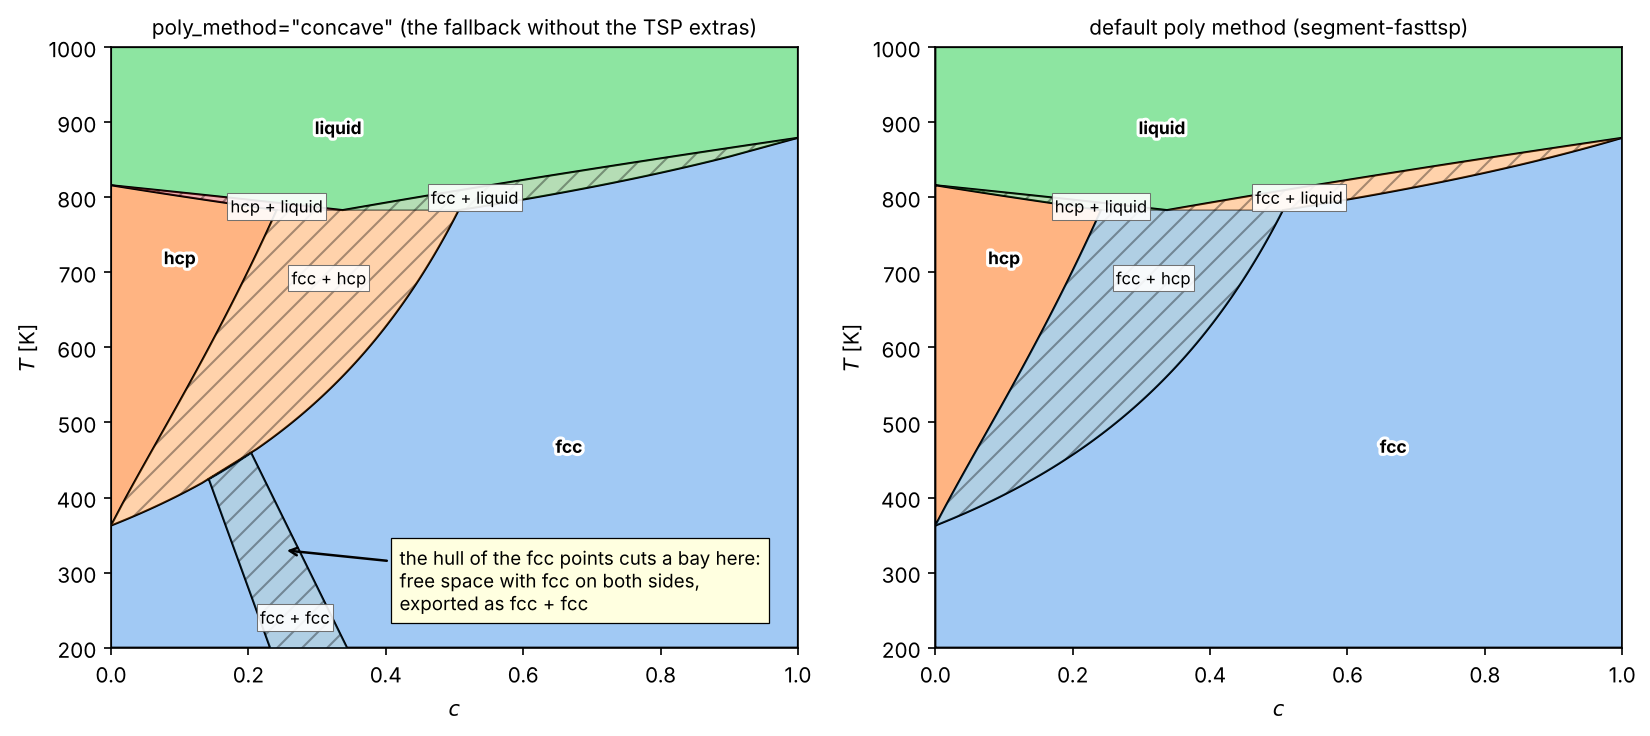 poly_method="concave" (the fallback without the TSP extras)
1000
900
800
700
600
500
400
300
200
T [K]
liquid
hcp + liquid
fcc + liquid
hcp
fcc + hcp
fcc
the hull of the fcc points cuts a bay here:
free space with fcc on both sides,
exported as fcc + fcc
fcc + fcc
0.0 0.2 0.4 0.6 0.8 1.0
c
default poly method (segment-fasttsp)
1000
900
800
700
600
500
400
300
200
T [K]
liquid
hcp + liquid
fcc + liquid
hcp
fcc + hcp
fcc
0.0 0.2 0.4 0.6 0.8 1.0
c